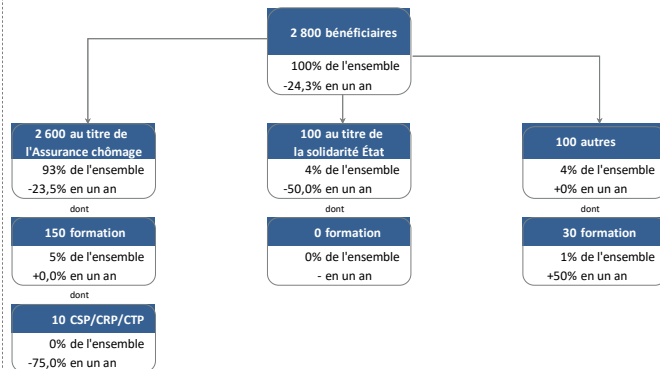 2 800 bénéficiaires
100% de l'ensemble
-24,3% en un an
2 600 au titre de
l'Assurance chômage
93% de l'ensemble
-23,5% en un an
dont
150 formation
5% de l'ensemble
+0,0% en un an
dont
10 CSP/CRP/CTP
0% de l'ensemble
-75,0% en un an
100 au titre de
la solidarité État
4% de l'ensemble
-50,0% en un an
dont
0 formation
0% de l'ensemble
- en un an
100 autres
4% de l'ensemble
+0% en un an
dont
30 formation
1% de l'ensemble
+50% en un an